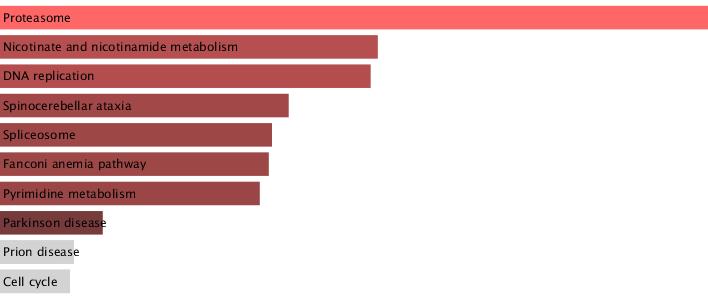 Proteasome
Nicotinate and nicotinamide metabolism
DNA replication
Spinocerebellar ataxia
Spliceosome
Fanconi anemia pathway
Pyrimidine metabolism
Parkinson disease
Prion disease
Cell cycle